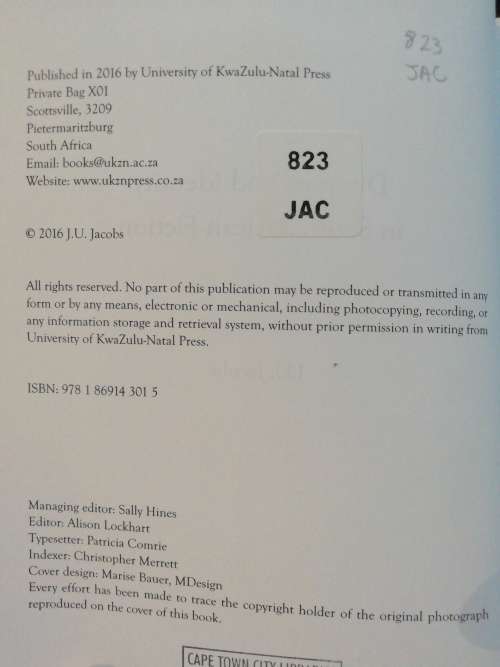 823
JAC
Published in 2016 by University of KwaZulu-Natal Press
Private Bag X01
Scottsville, 3209
Pietermaritzburg
South Africa
Email: books@ukzn.ac.za
Website: www.ukznpress.co.za
823
JAC
© 2016 J.U. Jacobs
All rights reserved. No part of this publication may be reproduced or transmitted in any
form or by any means, electronic or mechanical, including photocopying, recording, or
any information storage and retrieval system, without prior permission in writing from
University of KwaZulu-Natal Press.
ISBN: 978 1 86914 301 5
Managing editor: Sally Hines
Editor: Alison Lockhart
Typesetter: Patricia Comrie
Indexer: Christopher Merrett
Cover design: Marise Bauer, MDesign
Every effort has been made to trace the copyright holder of the original photograph
reproduced on the cover of this book.
CAPE TOWN CITY